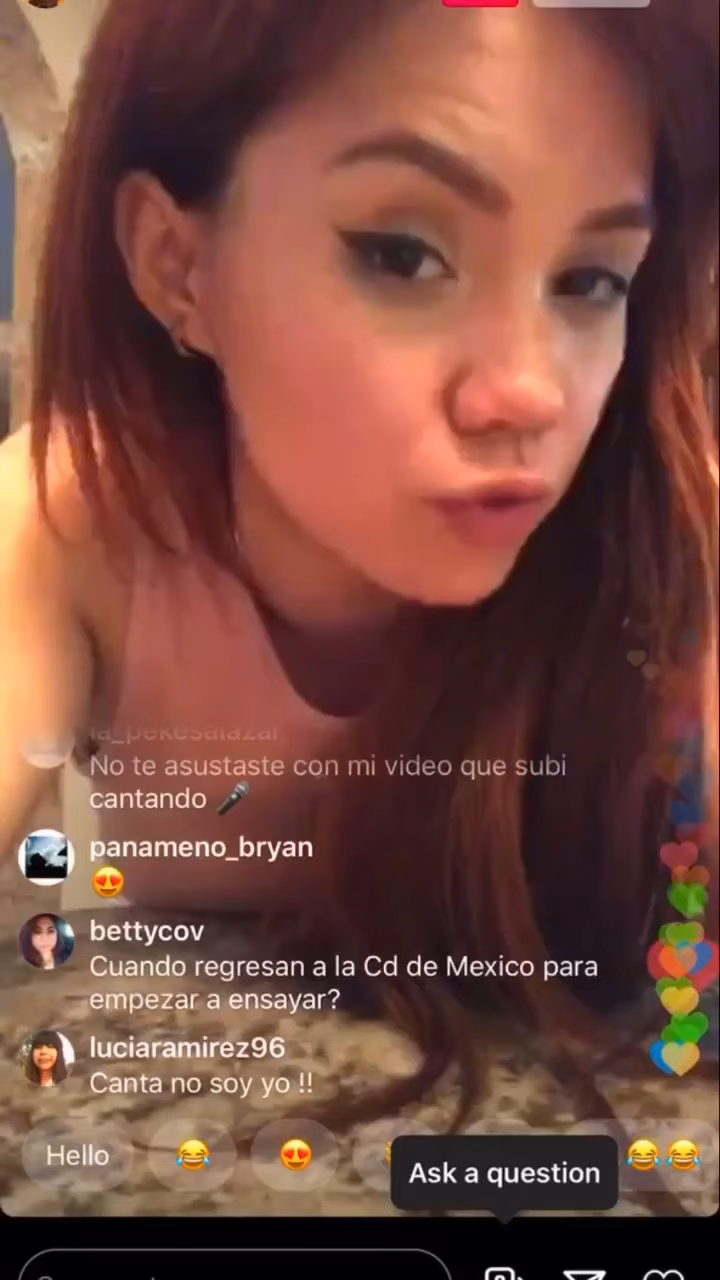 la_pekesalazar
No te asustaste con mi video que subi
cantando 🎤
panameno_bryan
😍
bettycov
Cuando regresan a la Cd de Mexico para
empezar a ensayar?
luciaramirez96
Canta no soy yo !!
Hello 😂 😍 😂😂
Ask a question